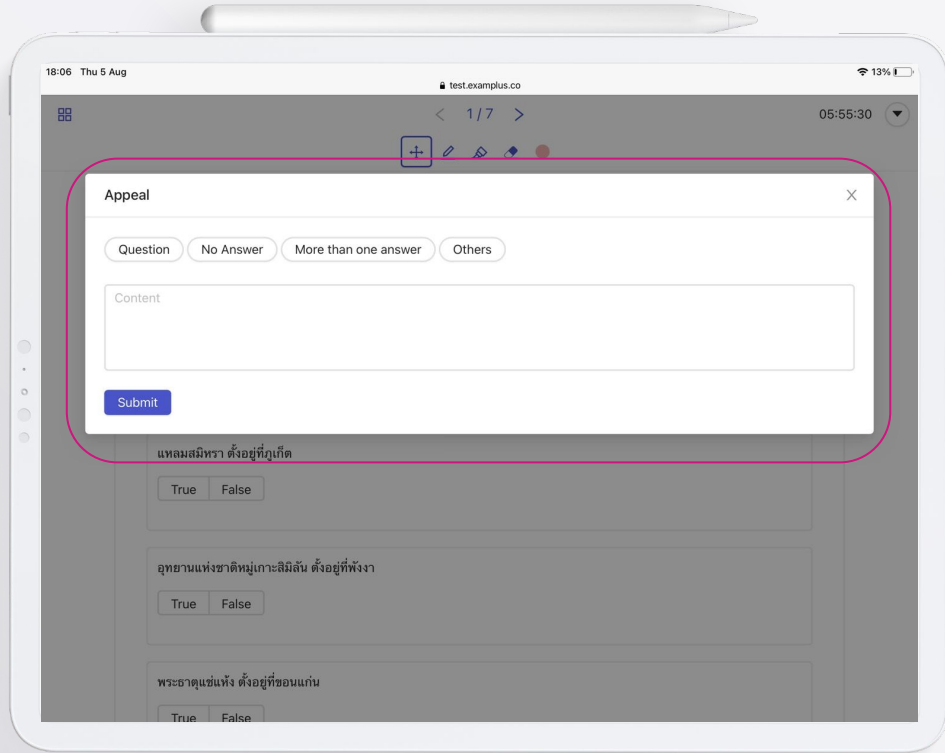 18:06 Thu 5 Aug 13%
test.examplus.co
< 1/7 > 05:55:30
Appeal X
Question No Answer More than one answer Others
Content
Submit
แหลมสมิหรา ตั้งอยู่ที่ภูเก็ต
True False
อุทยานแห่งชาติหมู่เกาะสิมิลัน ตั้งอยู่ที่พังงา
True False
พระธาตุแช่แห้ง ตั้งอยู่ที่ขอนแก่น
True False